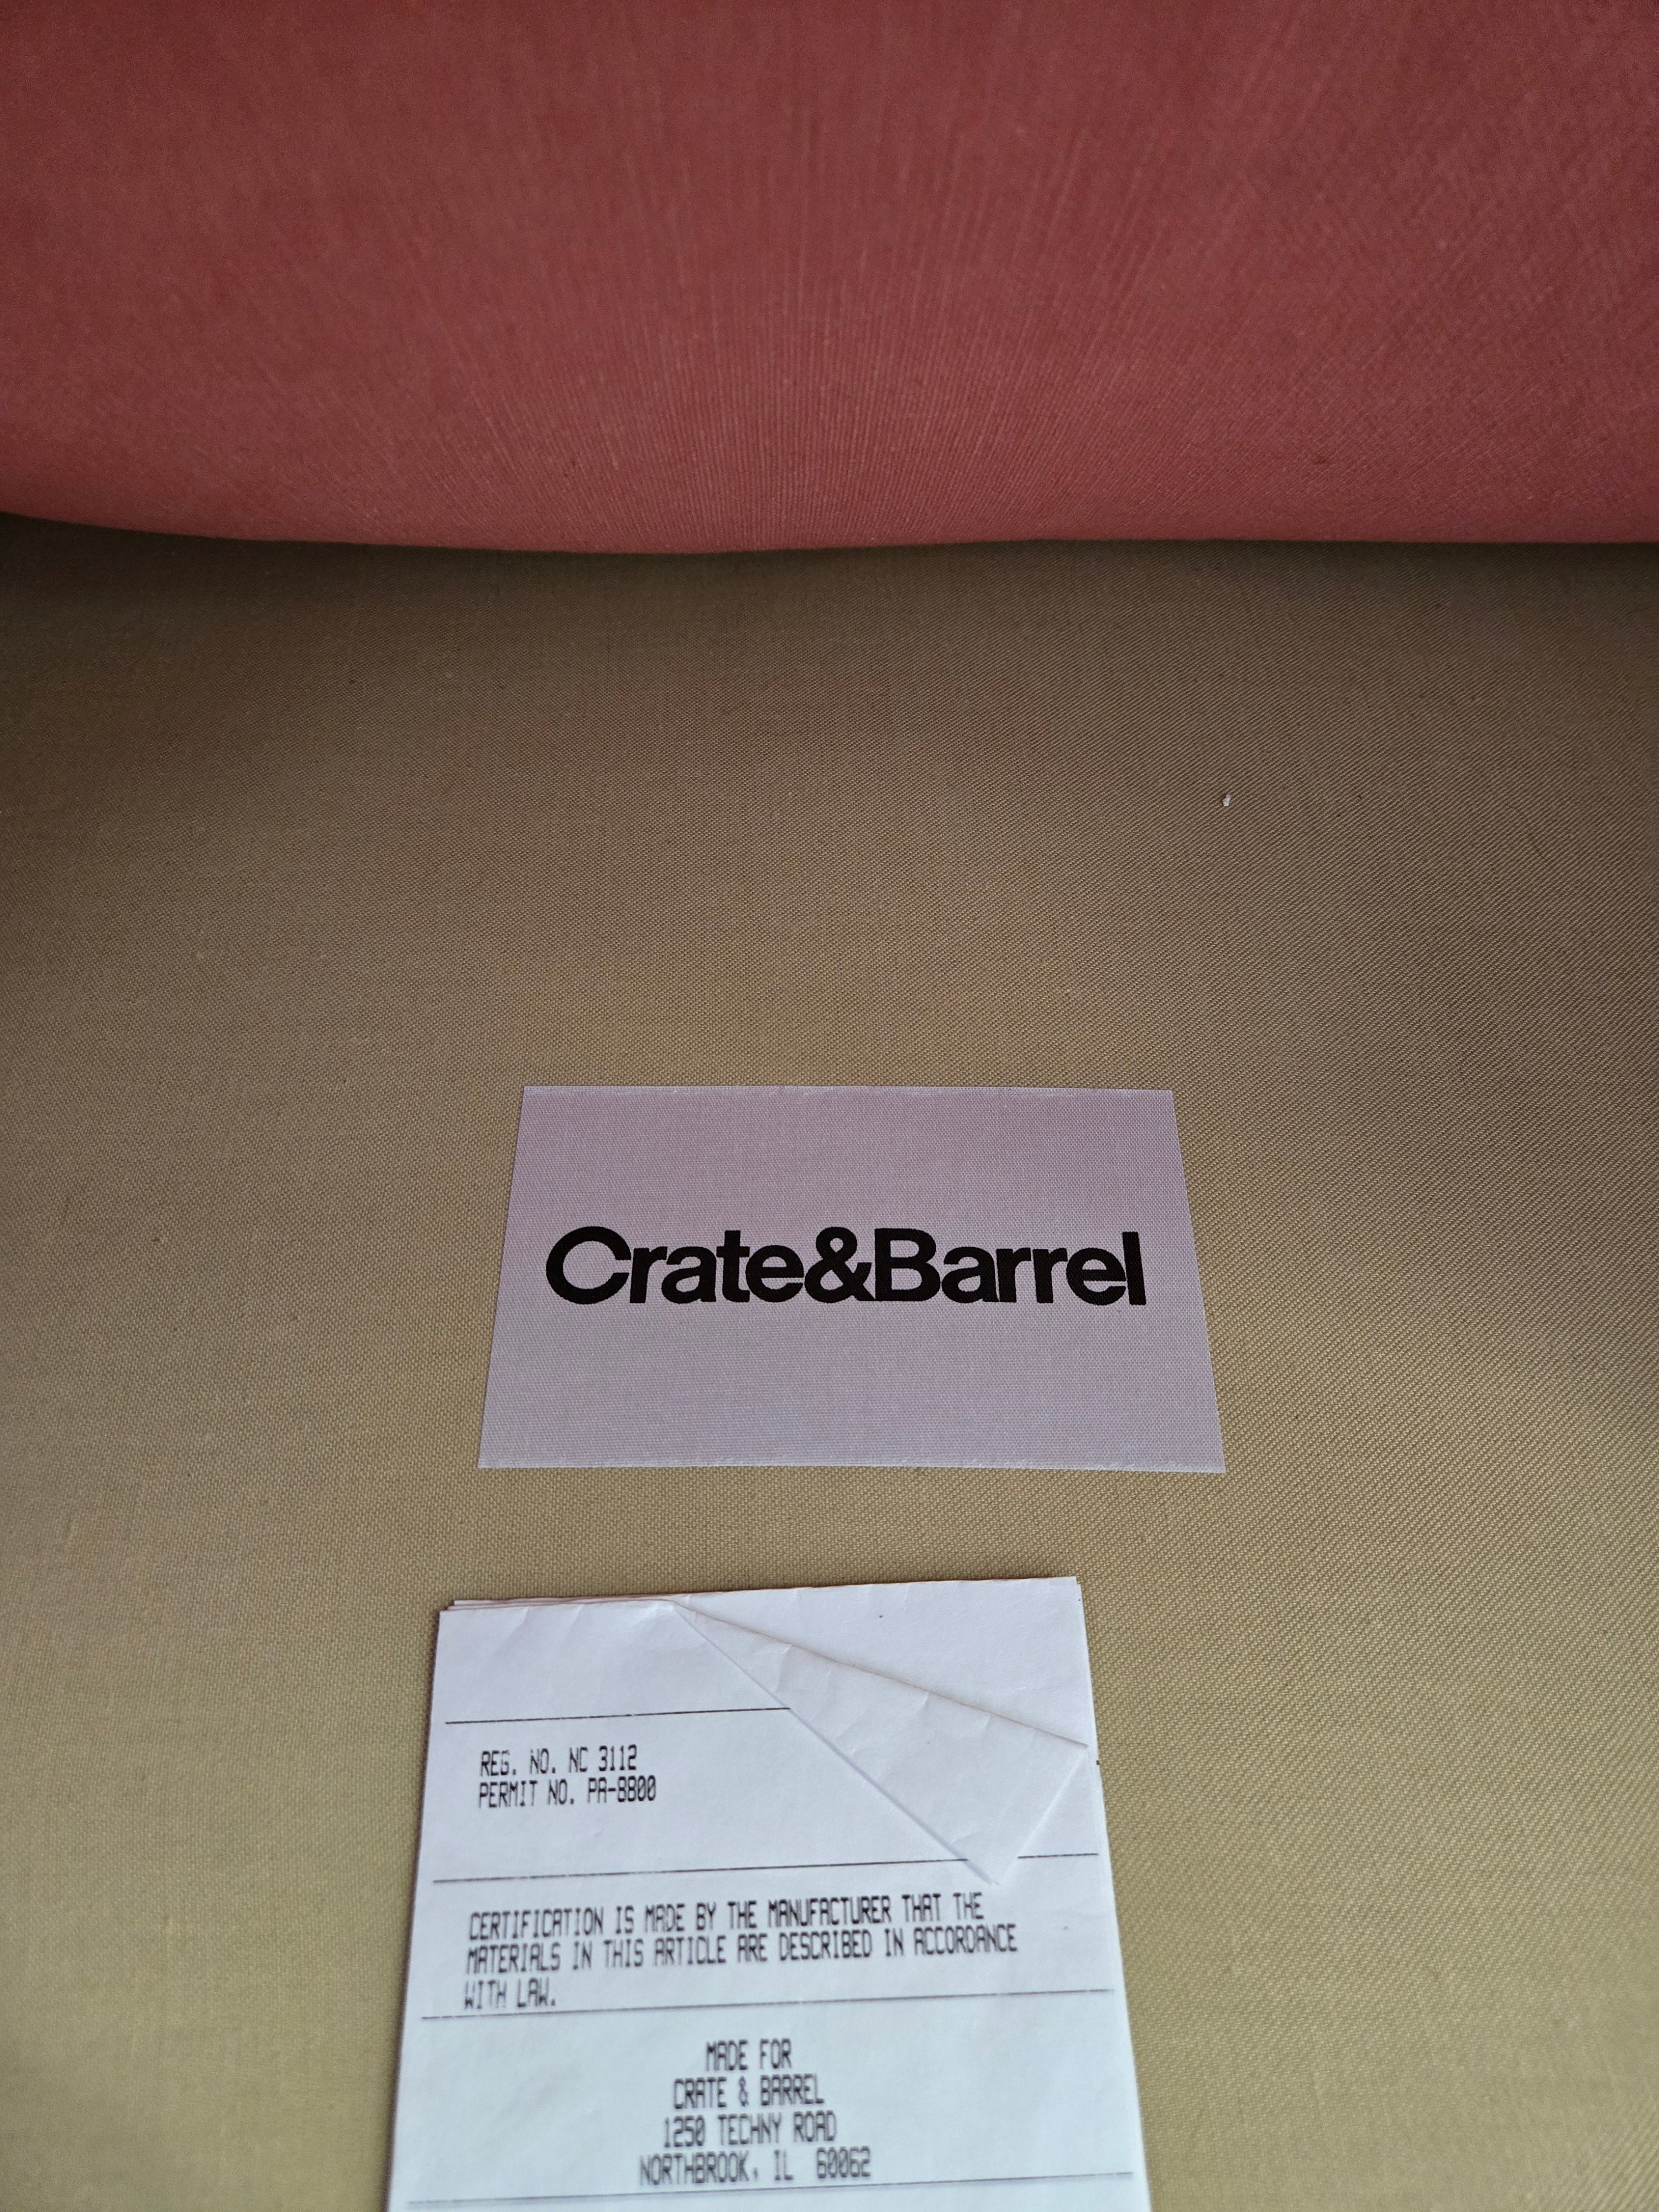 Crate&Barrel
REG. NO. NC 3112
PERMIT NO. PA-8800
CERTIFICATION IS MADE BY THE MANUFACTURER THAT THE
MATERIALS IN THIS ARTICLE ARE DESCRIBED IN ACCORDANCE
WITH LAW.
MADE FOR
CRATE & BARREL
1250 TECHNY ROAD
NORTHBROOK, IL 60062